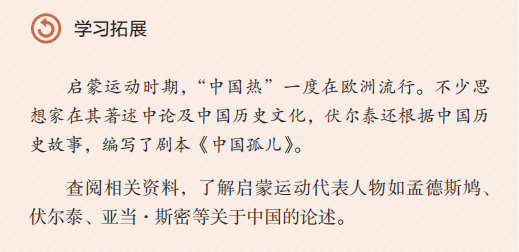 学习拓展
启蒙运动时期，“中国热”一度在欧洲流行。不少思
想家在其著述中论及中国历史文化，伏尔泰还根据中国历
史故事，编写了剧本《中国孤儿》。
查阅相关资料，了解启蒙运动代表人物如孟德斯鸠、
伏尔泰、亚当·斯密等关于中国的论述。